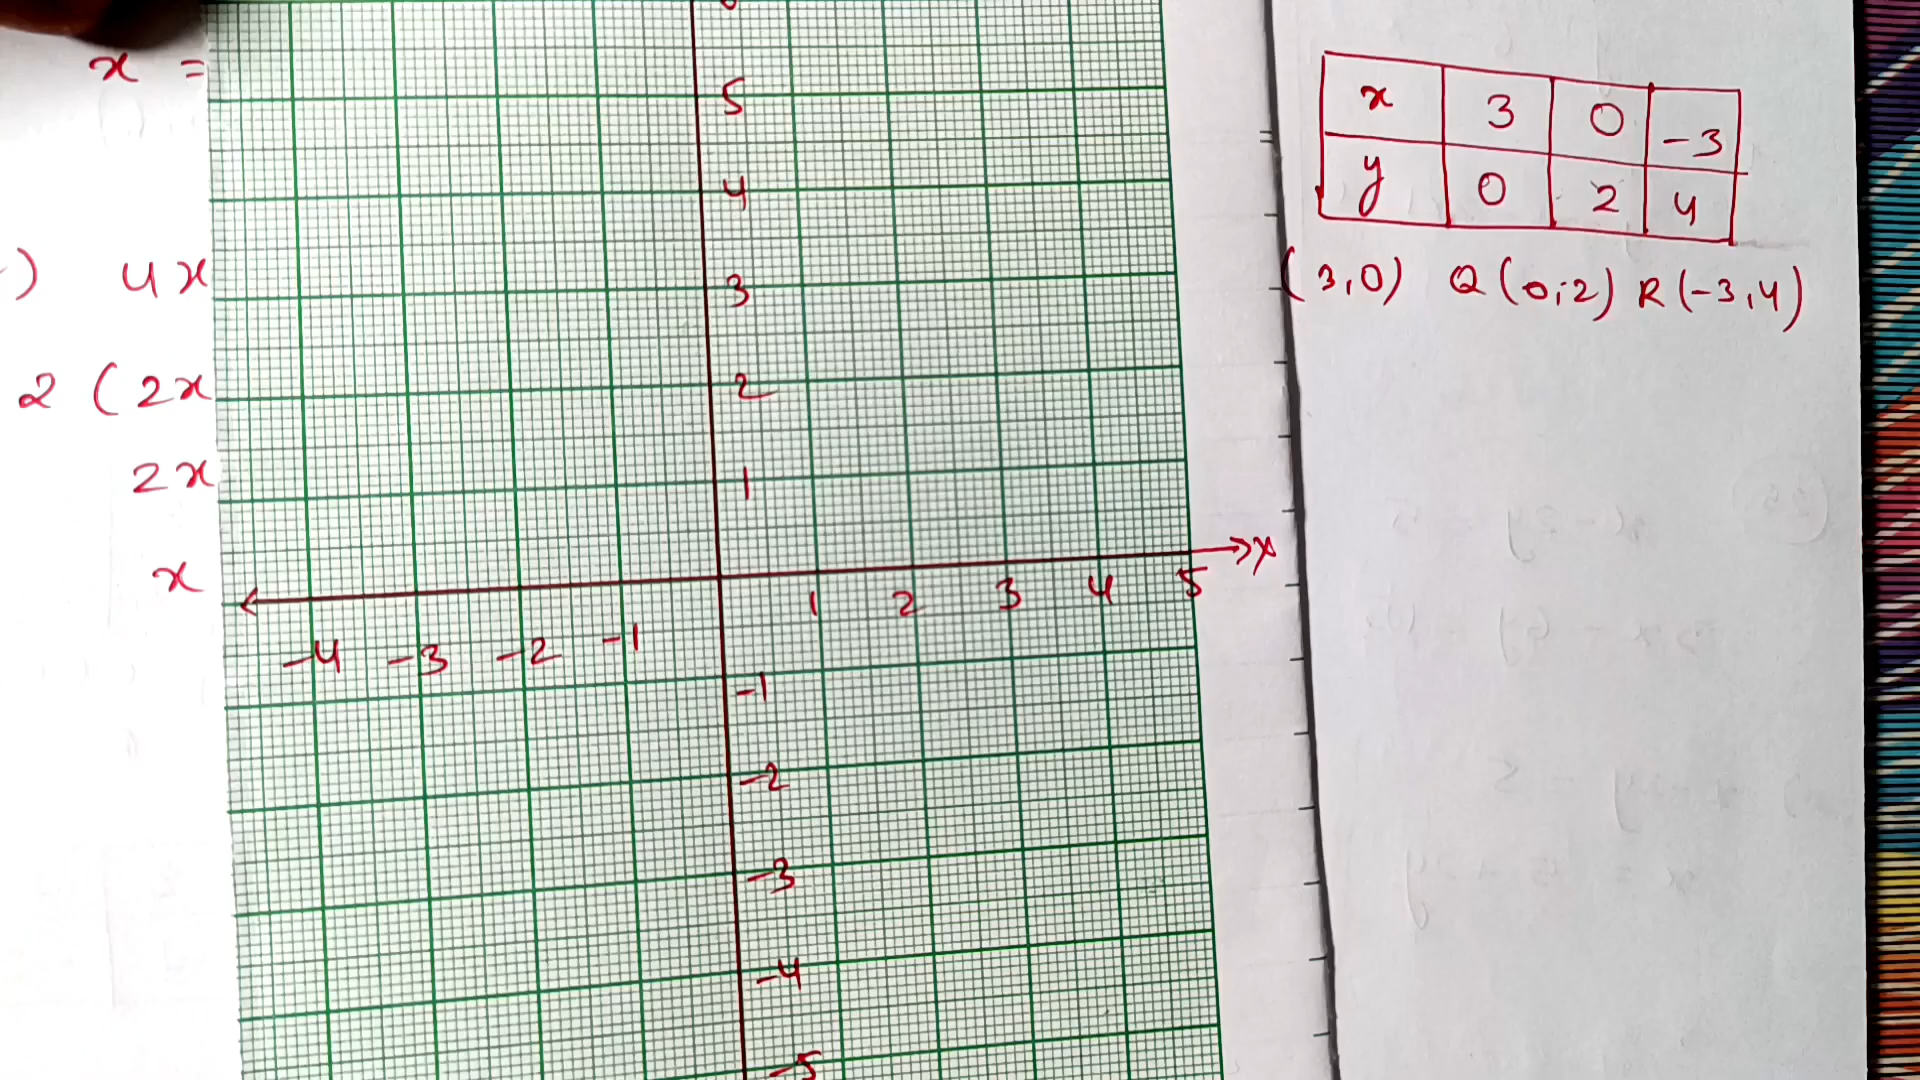 x =
) 4x
2 (2x
2x
x
5
4
3
2
1
1 2 3 4 5 x
-4 -3 -2 -1
-1
-2
-3
-4
-5
x 3 0 -3
y 0 2 4
(3,0) Q(0,2) R(-3,4)